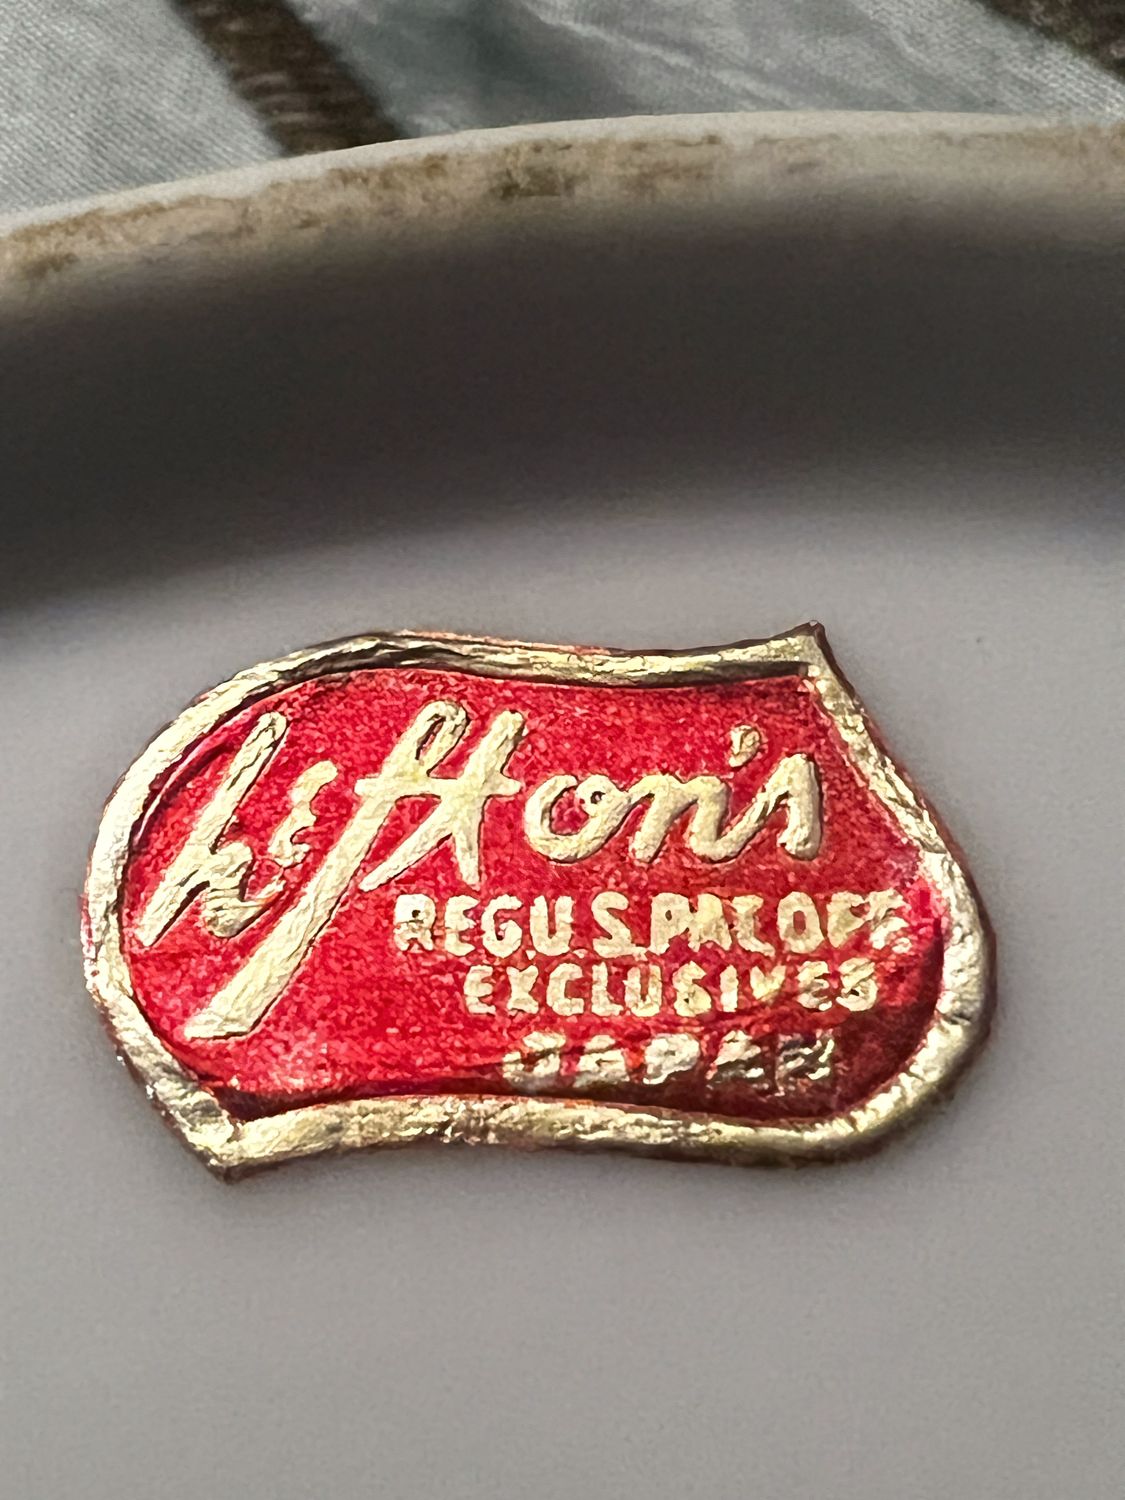 Lefton's
REG.U.S.PAT.OFF.
EXCLUSIVES
JAPAN